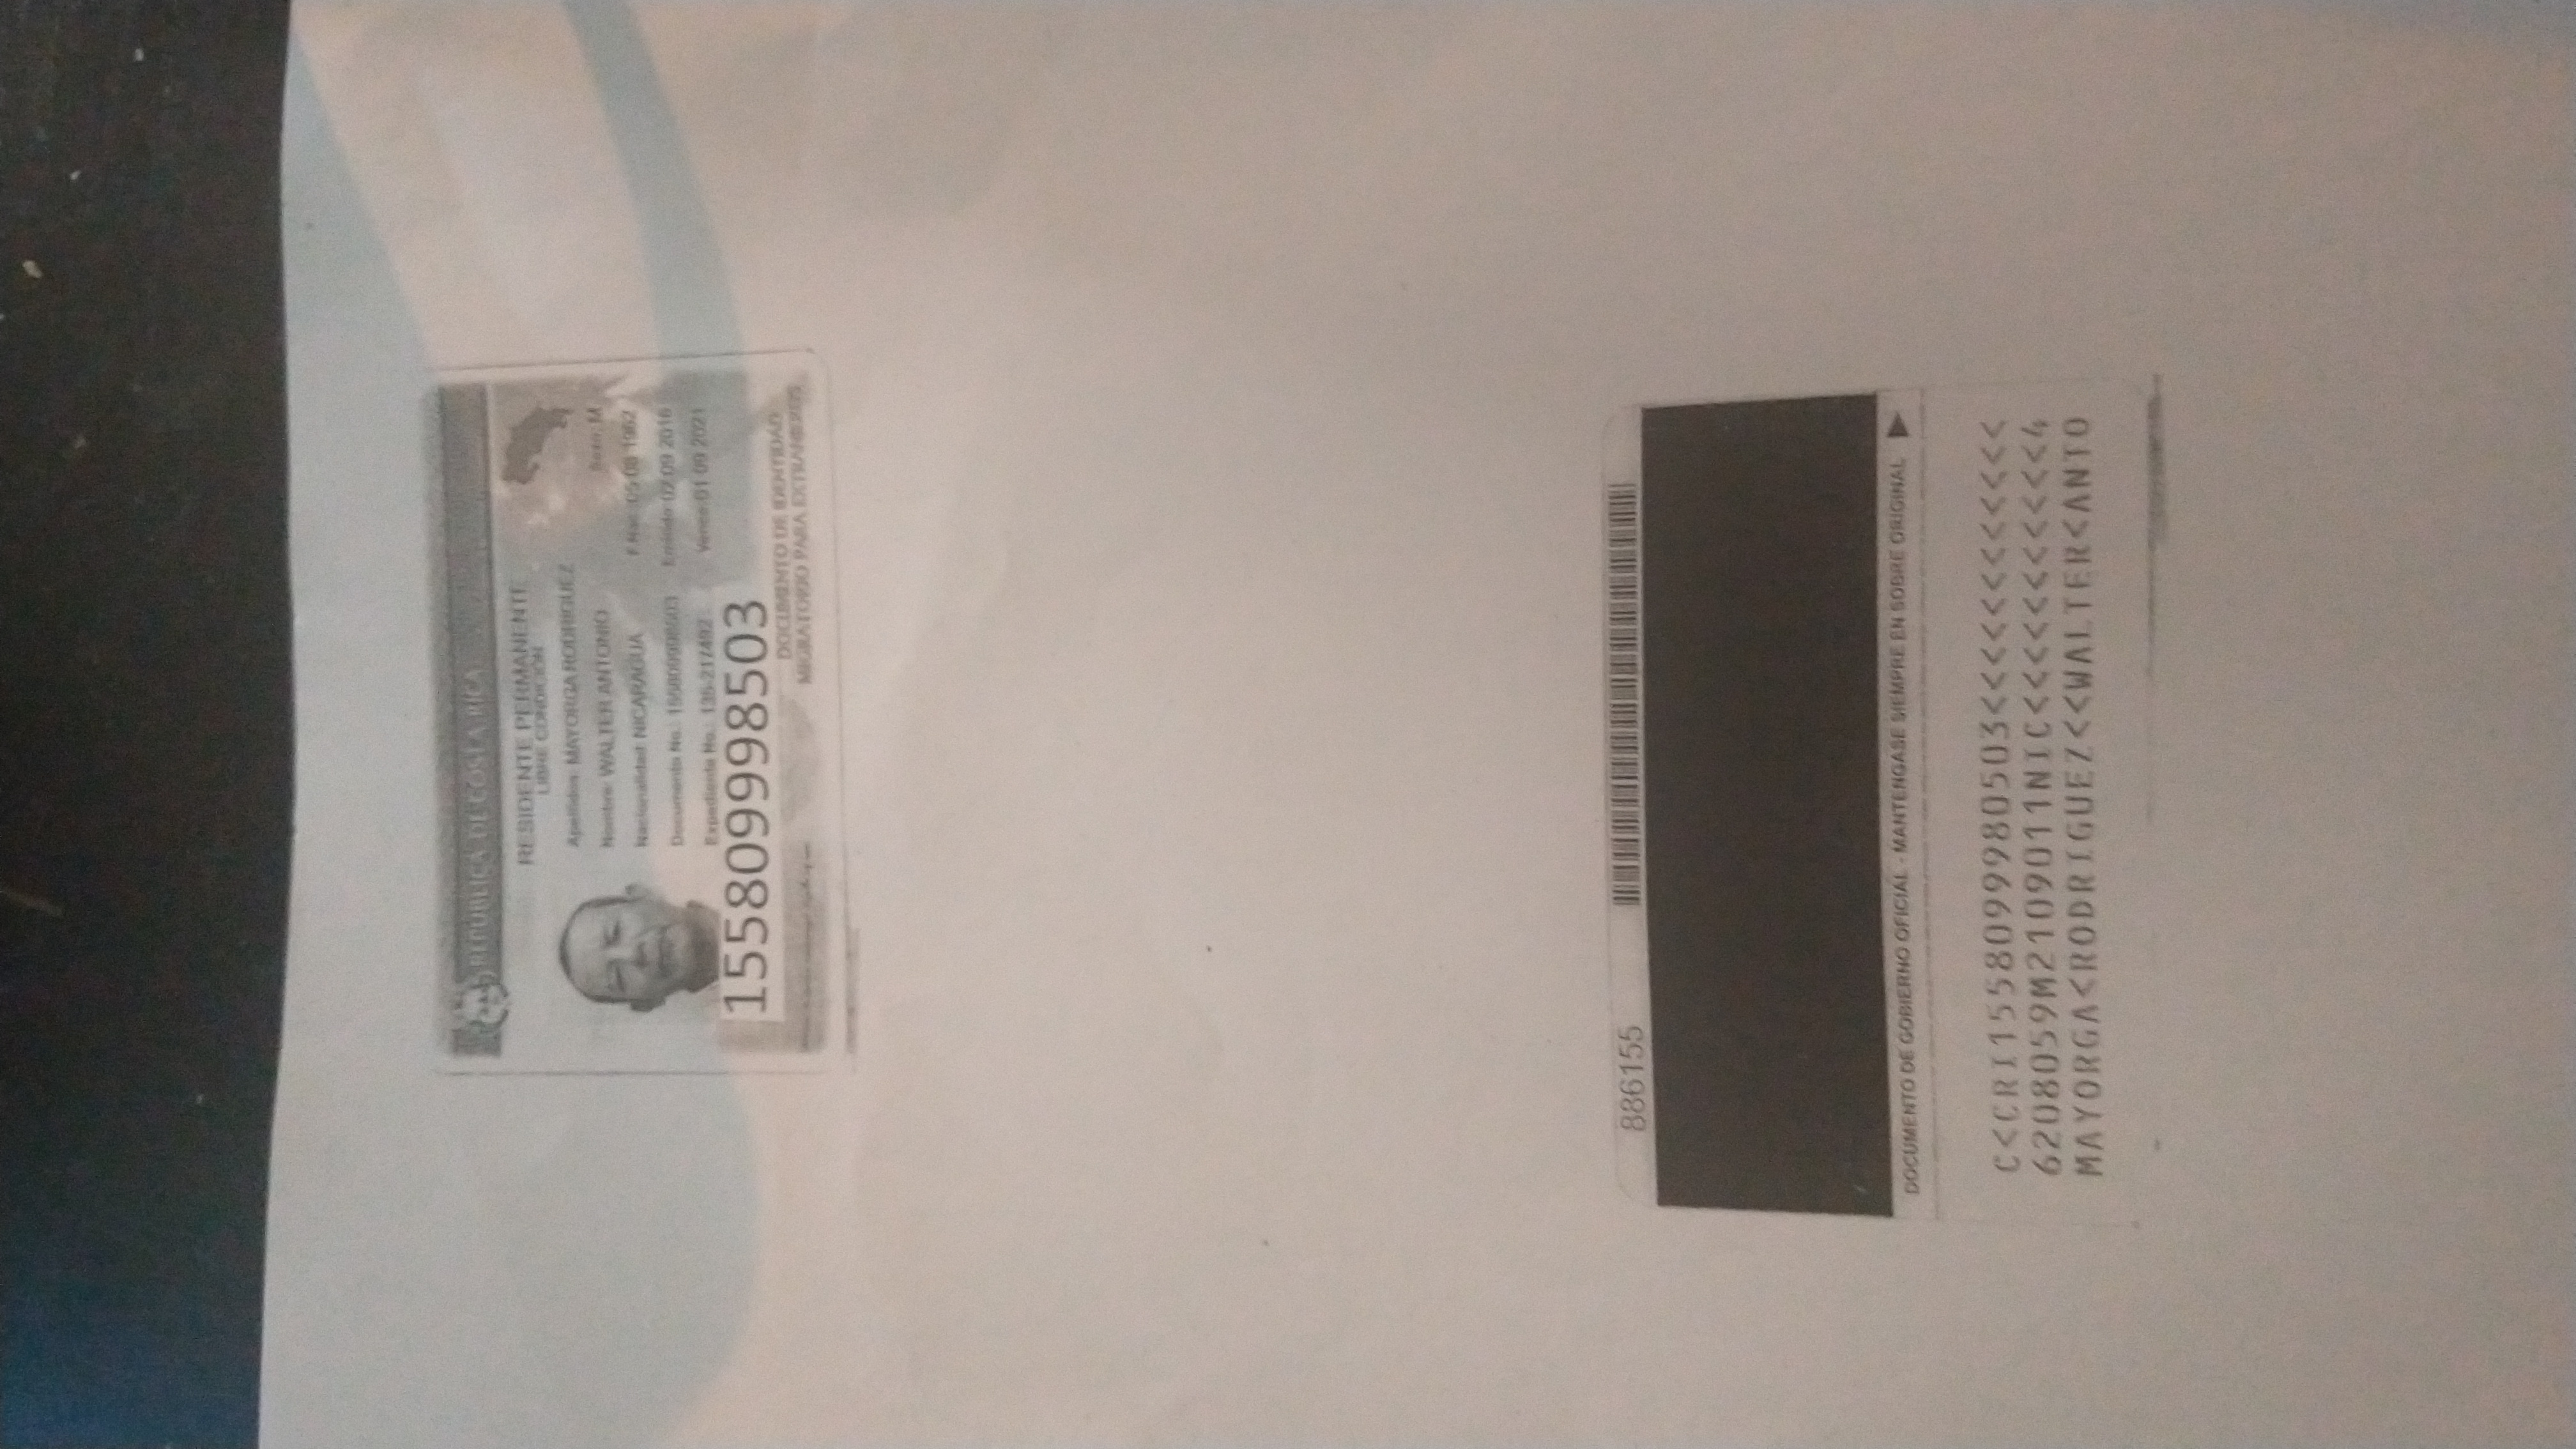 REPUBLICA DE COSTA RICA
RESIDENTE PERMANENTE
LIBRE CONDICIÓN
Apellidos: MAYORGA RODRIGUEZ
Nombre: WALTER ANTONIO
Sexo: M
Nacionalidad: NICARAGUA
F.Nac.:05 08 1962
Documento No.: 155809998503
Emitido:02 09 2016
Expediente No.: 135-217492
Vence:01 09 2021
155809998503
DOCUMENTO DE IDENTIDAD
MIGRATORIO PARA EXTRANJEROS
886155
DOCUMENTO DE GOBIERNO OFICIAL - MANTENGASE SIEMPRE EN SOBRE ORIGINAL
C<CRI1558099980503<<<<<<<<<<<<
6208059M2109011NIC<<<<<<<<<<<4
MAYORGA<RODRIGUEZ<<WALTER<ANTO